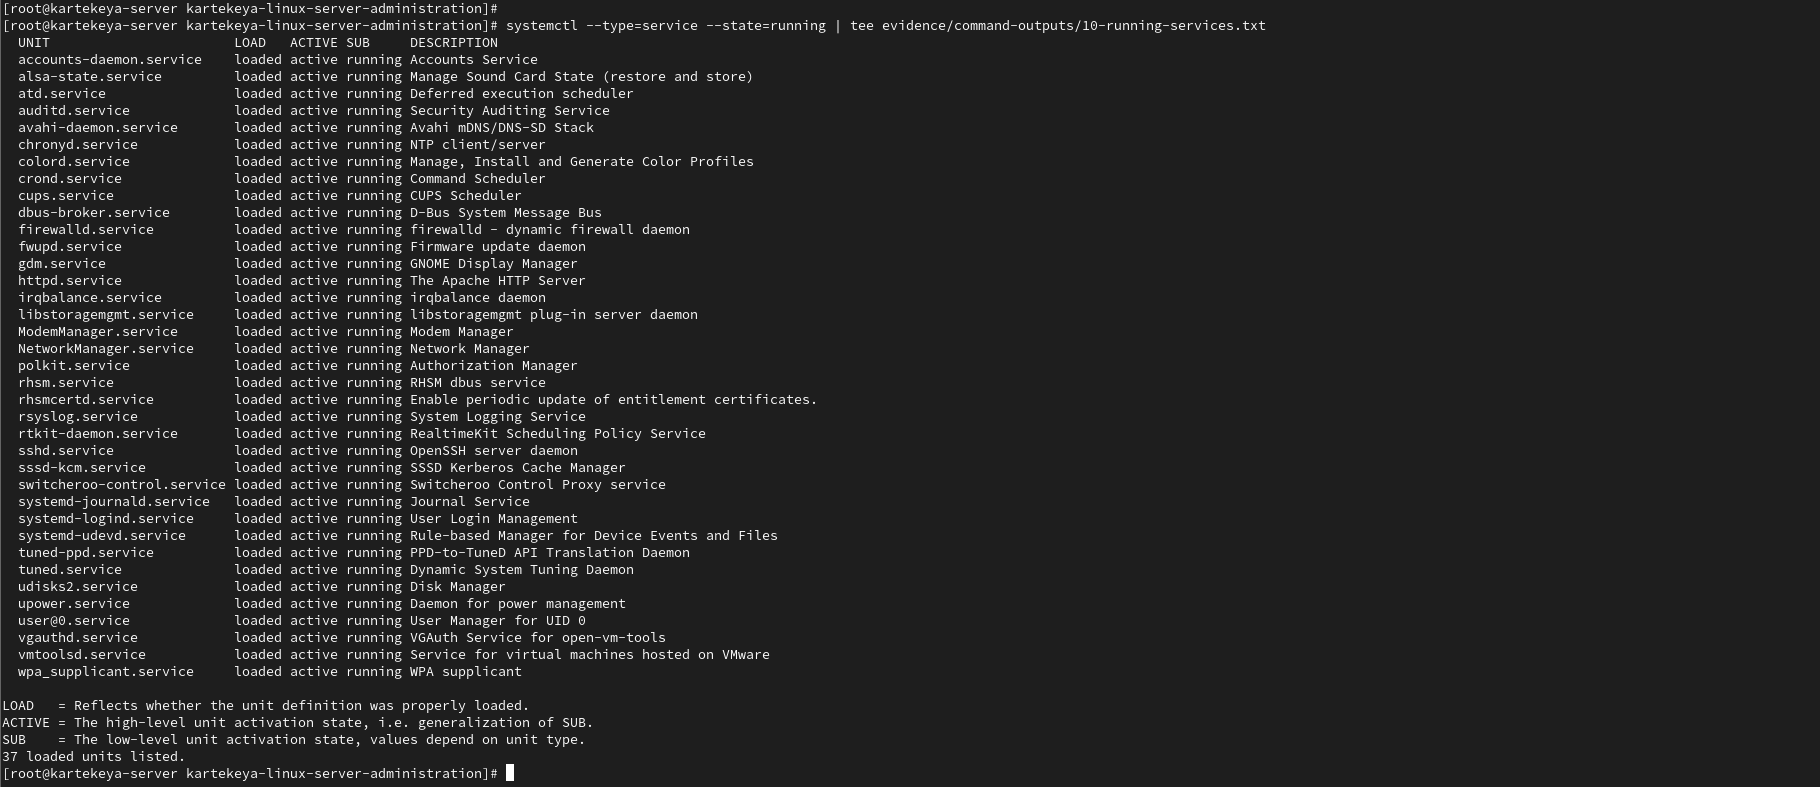 [root@kartekeya-server kartekeya-linux-server-administration]#
[root@kartekeya-server kartekeya-linux-server-administration]# systemctl --type=service --state=running | tee evidence/command-outputs/10-running-services.txt
  UNIT                       LOAD   ACTIVE SUB     DESCRIPTION
  accounts-daemon.service    loaded active running Accounts Service
  alsa-state.service         loaded active running Manage Sound Card State (restore and store)
  atd.service                loaded active running Deferred execution scheduler
  auditd.service             loaded active running Security Auditing Service
  avahi-daemon.service       loaded active running Avahi mDNS/DNS-SD Stack
  chronyd.service            loaded active running NTP client/server
  colord.service             loaded active running Manage, Install and Generate Color Profiles
  crond.service              loaded active running Command Scheduler
  cups.service               loaded active running CUPS Scheduler
  dbus-broker.service        loaded active running D-Bus System Message Bus
  firewalld.service          loaded active running firewalld - dynamic firewall daemon
  fwupd.service              loaded active running Firmware update daemon
  gdm.service                loaded active running GNOME Display Manager
  httpd.service              loaded active running The Apache HTTP Server
  irqbalance.service         loaded active running irqbalance daemon
  libstoragemgmt.service     loaded active running libstoragemgmt plug-in server daemon
  ModemManager.service       loaded active running Modem Manager
  NetworkManager.service     loaded active running Network Manager
  polkit.service             loaded active running Authorization Manager
  rhsm.service               loaded active running RHSM dbus service
  rhsmcertd.service          loaded active running Enable periodic update of entitlement certificates.
  rsyslog.service            loaded active running System Logging Service
  rtkit-daemon.service       loaded active running RealtimeKit Scheduling Policy Service
  sshd.service               loaded active running OpenSSH server daemon
  sssd-kcm.service           loaded active running SSSD Kerberos Cache Manager
  switcheroo-control.service loaded active running Switcheroo Control Proxy service
  systemd-journald.service   loaded active running Journal Service
  systemd-logind.service     loaded active running User Login Management
  systemd-udevd.service      loaded active running Rule-based Manager for Device Events and Files
  tuned-ppd.service          loaded active running PPD-to-TuneD API Translation Daemon
  tuned.service              loaded active running Dynamic System Tuning Daemon
  udisks2.service            loaded active running Disk Manager
  upower.service             loaded active running Daemon for power management
  user@0.service             loaded active running User Manager for UID 0
  vgauthd.service            loaded active running VGAuth Service for open-vm-tools
  vmtoolsd.service           loaded active running Service for virtual machines hosted on VMware
  wpa_supplicant.service     loaded active running WPA supplicant

LOAD   = Reflects whether the unit definition was properly loaded.
ACTIVE = The high-level unit activation state, i.e. generalization of SUB.
SUB    = The low-level unit activation state, values depend on unit type.
37 loaded units listed.
[root@kartekeya-server kartekeya-linux-server-administration]#